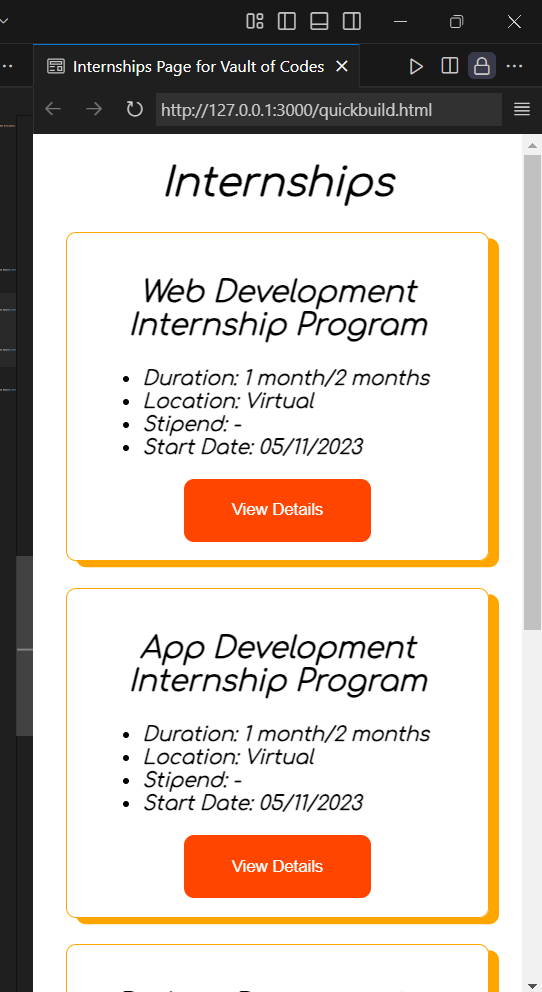 Internships Page for Vault of Codes
http://127.0.0.1:3000/quickbuild.html
Internships
Web Development
Internship Program
Duration: 1 month/2 months
Location: Virtual
Stipend: -
Start Date: 05/11/2023
View Details
App Development
Internship Program
Duration: 1 month/2 months
Location: Virtual
Stipend: -
Start Date: 05/11/2023
View Details